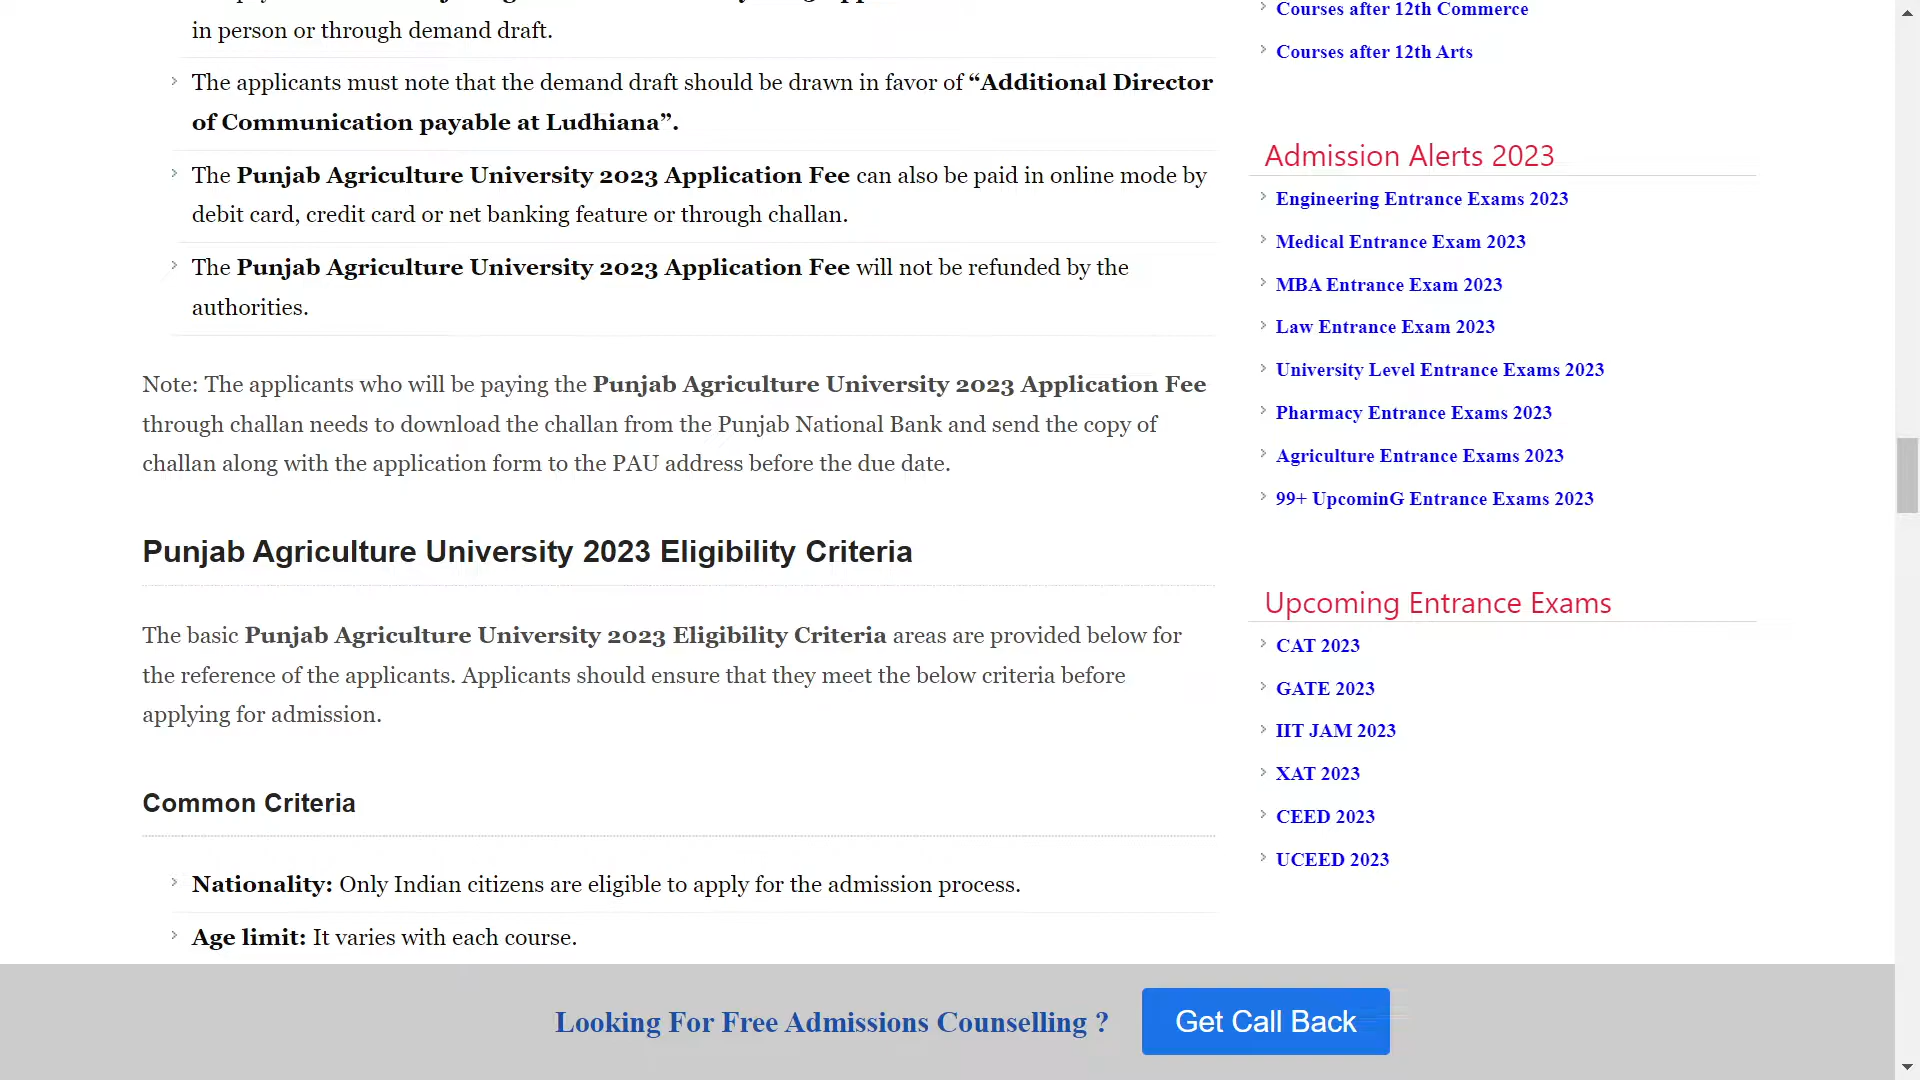 in person or through demand draft.
The applicants must note that the demand draft should be drawn in favor of “Additional Director
of Communication payable at Ludhiana”.
The Punjab Agriculture University 2023 Application Fee can also be paid in online mode by
debit card, credit card or net banking feature or through challan.
The Punjab Agriculture University 2023 Application Fee will not be refunded by the
authorities.
Note: The applicants who will be paying the Punjab Agriculture University 2023 Application Fee
through challan needs to download the challan from the Punjab National Bank and send the copy of
challan along with the application form to the PAU address before the due date.
Punjab Agriculture University 2023 Eligibility Criteria
The basic Punjab Agriculture University 2023 Eligibility Criteria areas are provided below for
the reference of the applicants. Applicants should ensure that they meet the below criteria before
applying for admission.
Common Criteria
Nationality: Only Indian citizens are eligible to apply for the admission process.
Age limit: It varies with each course.
Courses after 12th Commerce
Courses after 12th Arts
Admission Alerts 2023
Engineering Entrance Exams 2023
Medical Entrance Exam 2023
MBA Entrance Exam 2023
Law Entrance Exam 2023
University Level Entrance Exams 2023
Pharmacy Entrance Exams 2023
Agriculture Entrance Exams 2023
99+ UpcominG Entrance Exams 2023
Upcoming Entrance Exams
CAT 2023
GATE 2023
IIT JAM 2023
XAT 2023
CEED 2023
UCEED 2023
Looking For Free Admissions Counselling ?
Get Call Back